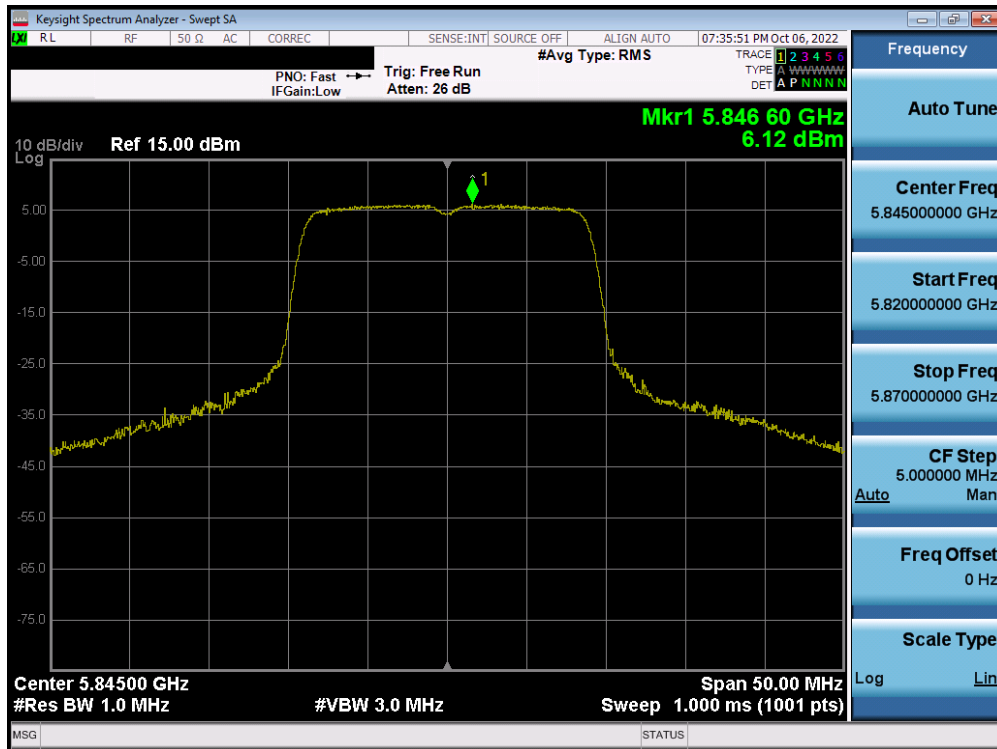 Keysight Spectrum Analyzer - Swept SA
LXI RL RF 50 Ω AC CORREC SENSE:INT SOURCE OFF ALIGN AUTO 07:35:51 PM Oct 06, 2022
#Avg Type: RMS
TRACE 1 2 3 4 5 6
PNO: Fast Trig: Free Run
TYPE A WWWWW
IFGain:Low Atten: 26 dB
DET A P N N N N
Mkr1 5.846 60 GHz
6.12 dBm
10 dB/div Ref 15.00 dBm
Log
1
5.00
-5.00
-15.0
-25.0
-35.0
-45.0
-55.0
-65.0
-75.0
Center 5.84500 GHz Span 50.00 MHz
#Res BW 1.0 MHz #VBW 3.0 MHz Sweep 1.000 ms (1001 pts)
MSG STATUS
Frequency
Auto Tune
Center Freq
5.845000000 GHz
Start Freq
5.820000000 GHz
Stop Freq
5.870000000 GHz
CF Step
5.000000 MHz
Auto Man
Freq Offset
0 Hz
Scale Type
Log Lin